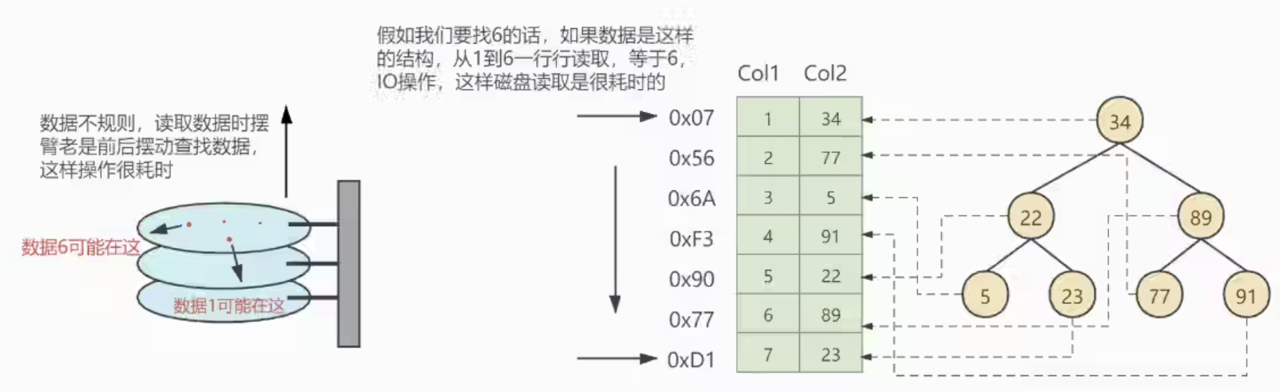 假如我们要找6的话，如果数据是这样
的结构，从1到6一行行读取，等于6，
IO操作，这样磁盘读取是很耗时的
数据不规则，读取数据时摆
臂老是前后摆动查找数据，
这样操作很耗时
数据6可能在这
数据1可能在这
Col1 Col2
0x07 1 34
0x56 2 77
0x6A 3 5
0xF3 4 91
0x90 5 22
0x77 6 89
0xD1 7 23
34
22 89
5 23 77 91